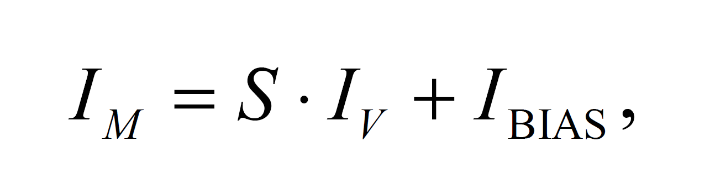 I_M = S · I_V + I_BIAS,